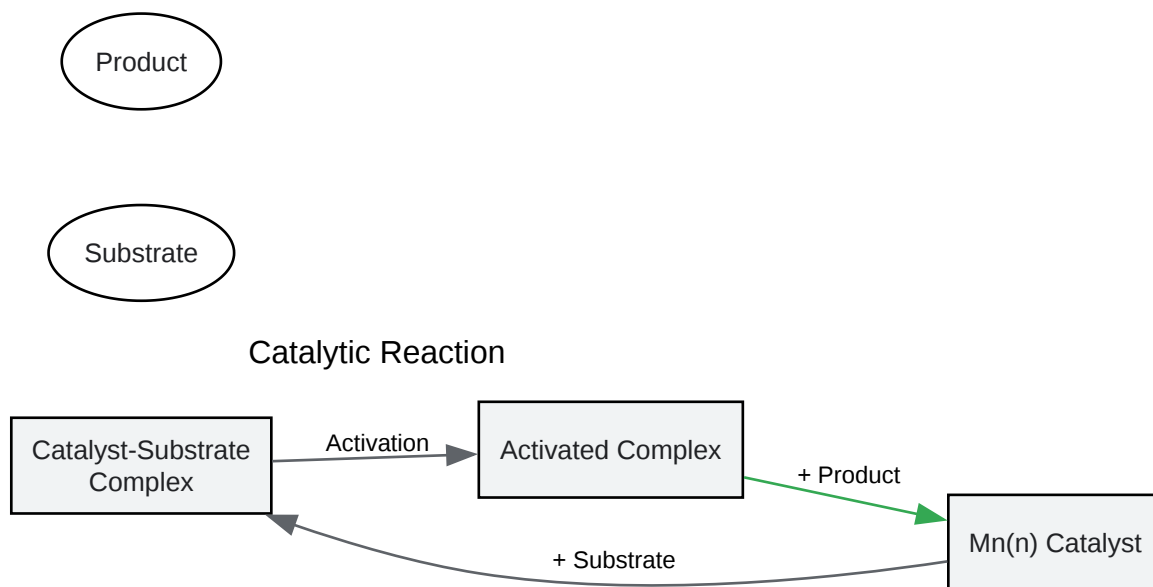 Product
Substrate
Catalytic Reaction
Catalyst-Substrate
Complex
Activation
Activated Complex
+ Product
Mn(n) Catalyst
+ Substrate